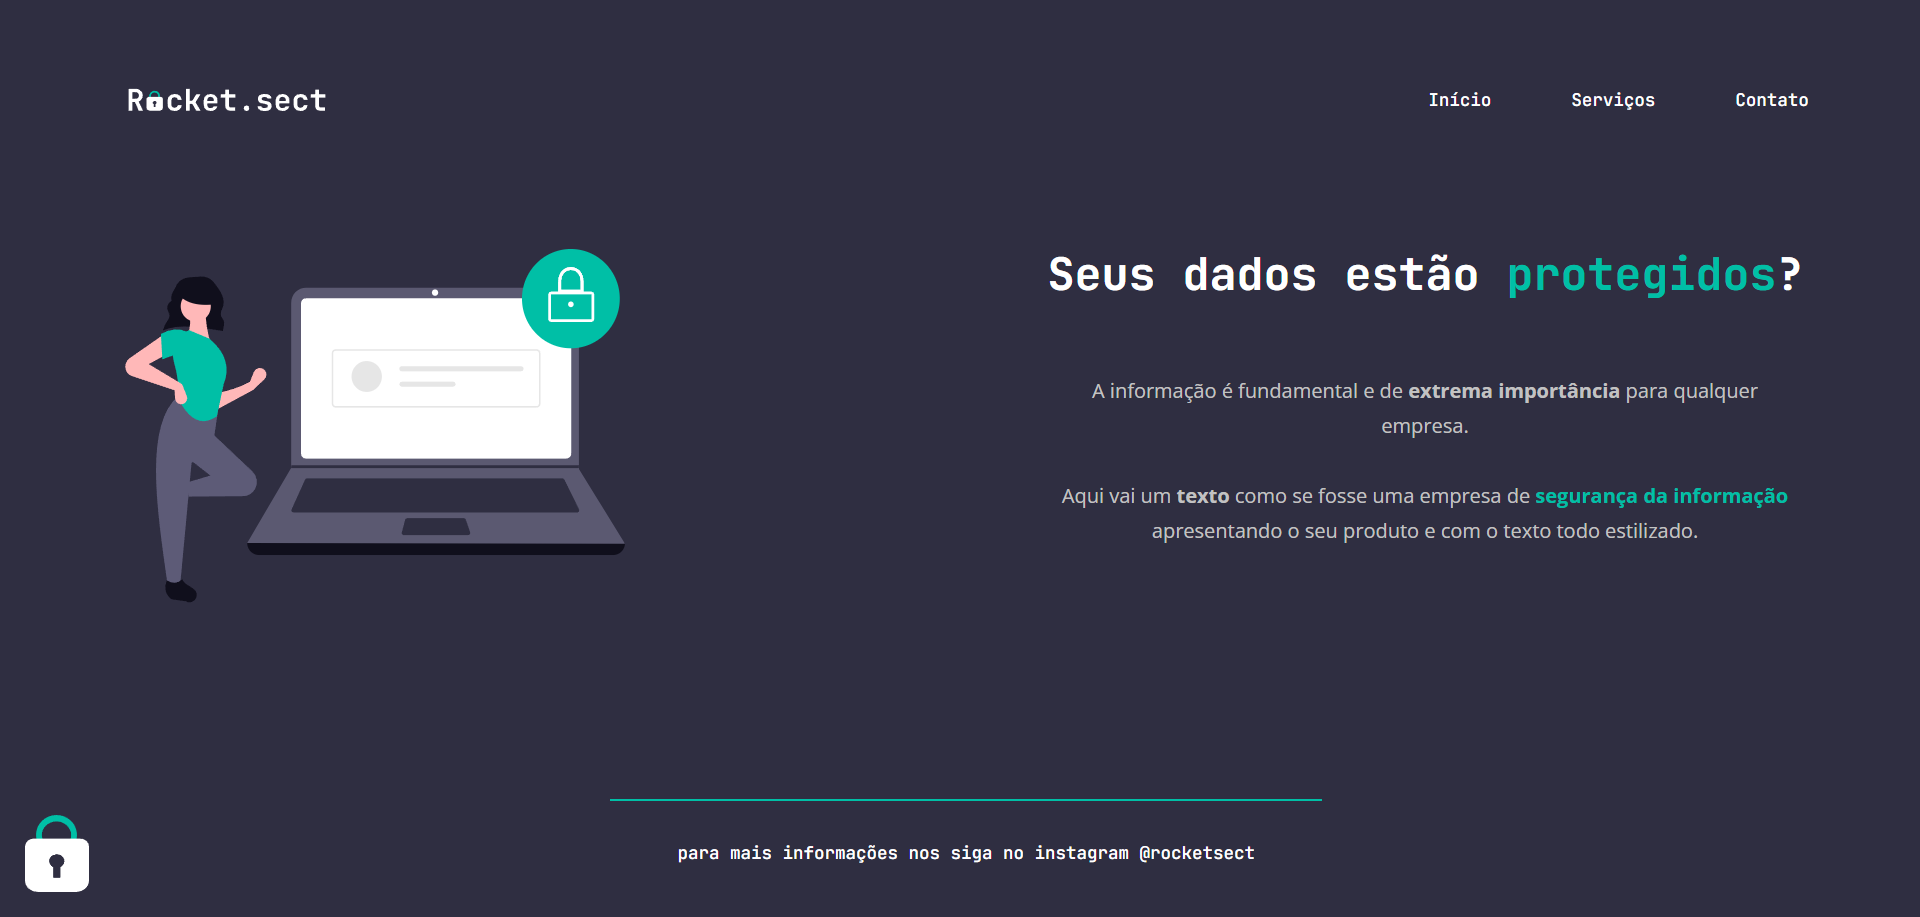 Rocket.sect
Início Serviços Contato
Seus dados estão protegidos?
A informação é fundamental e de extrema importância para qualquer
empresa.
Aqui vai um texto como se fosse uma empresa de segurança da informação
apresentando o seu produto e com o texto todo estilizado.
para mais informações nos siga no instagram @rocketsect